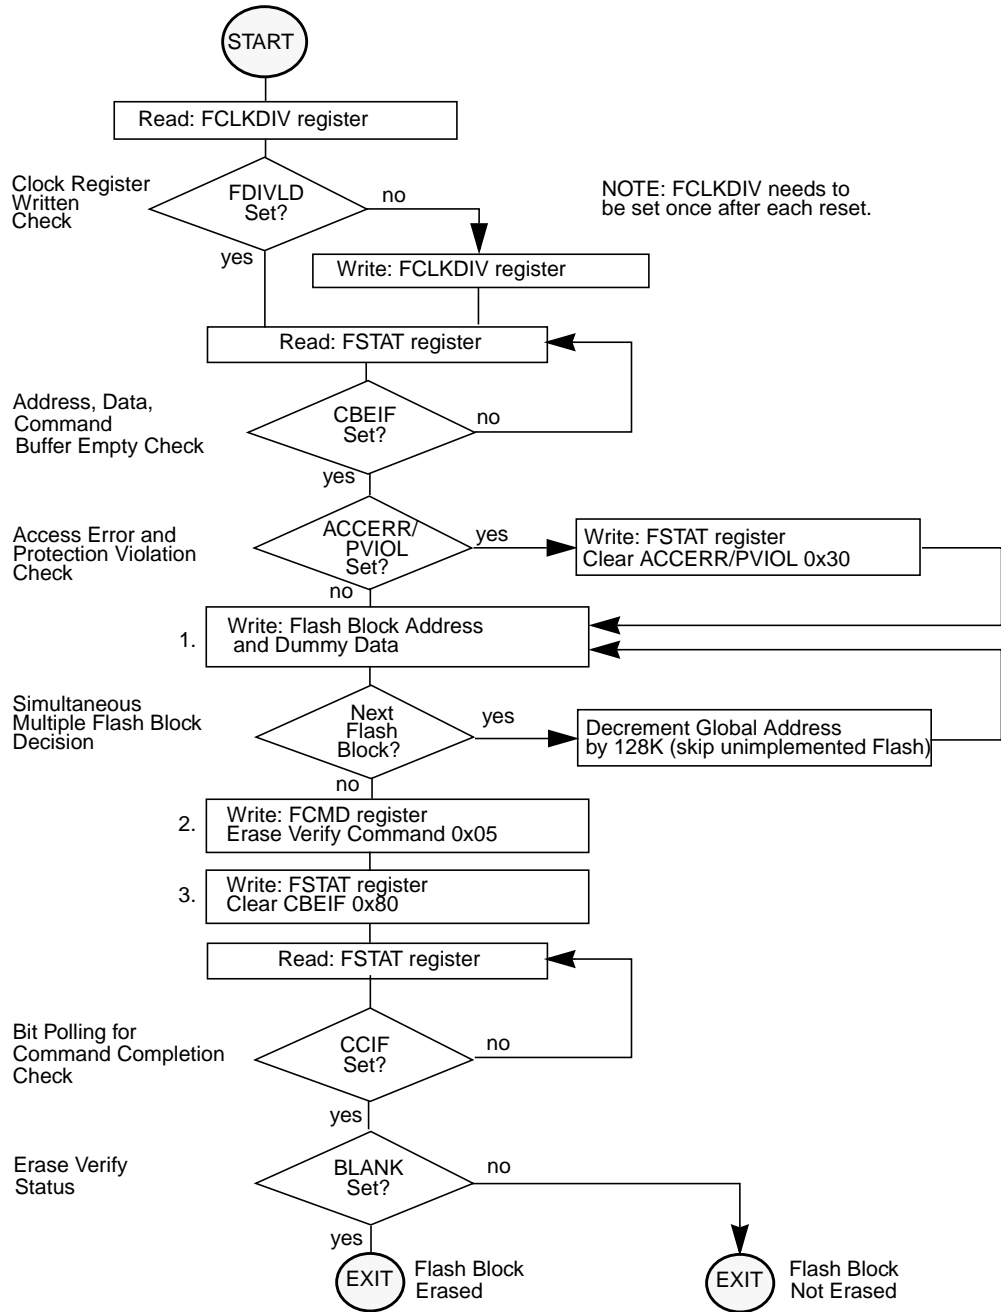 START
Read: FCLKDIV register
Clock Register
Written
Check
FDIVLD
Set?
no
NOTE: FCLKDIV needs to
be set once after each reset.
yes
Write: FCLKDIV register
Read: FSTAT register
Address, Data,
Command
Buffer Empty Check
CBEIF
Set?
no
yes
Access Error and
Protection Violation
Check
ACCERR/
PVIOL
Set?
yes
Write: FSTAT register
Clear ACCERR/PVIOL 0x30
no
1.
Write: Flash Block Address
and Dummy Data
Simultaneous
Multiple Flash Block
Decision
Next
Flash
Block?
yes
Decrement Global Address
by 128K (skip unimplemented Flash)
no
2.
Write: FCMD register
Erase Verify Command 0x05
3.
Write: FSTAT register
Clear CBEIF 0x80
Read: FSTAT register
Bit Polling for
Command Completion
Check
CCIF
Set?
no
yes
Erase Verify
Status
BLANK
Set?
no
yes
EXIT
Flash Block
Erased
EXIT
Flash Block
Not Erased